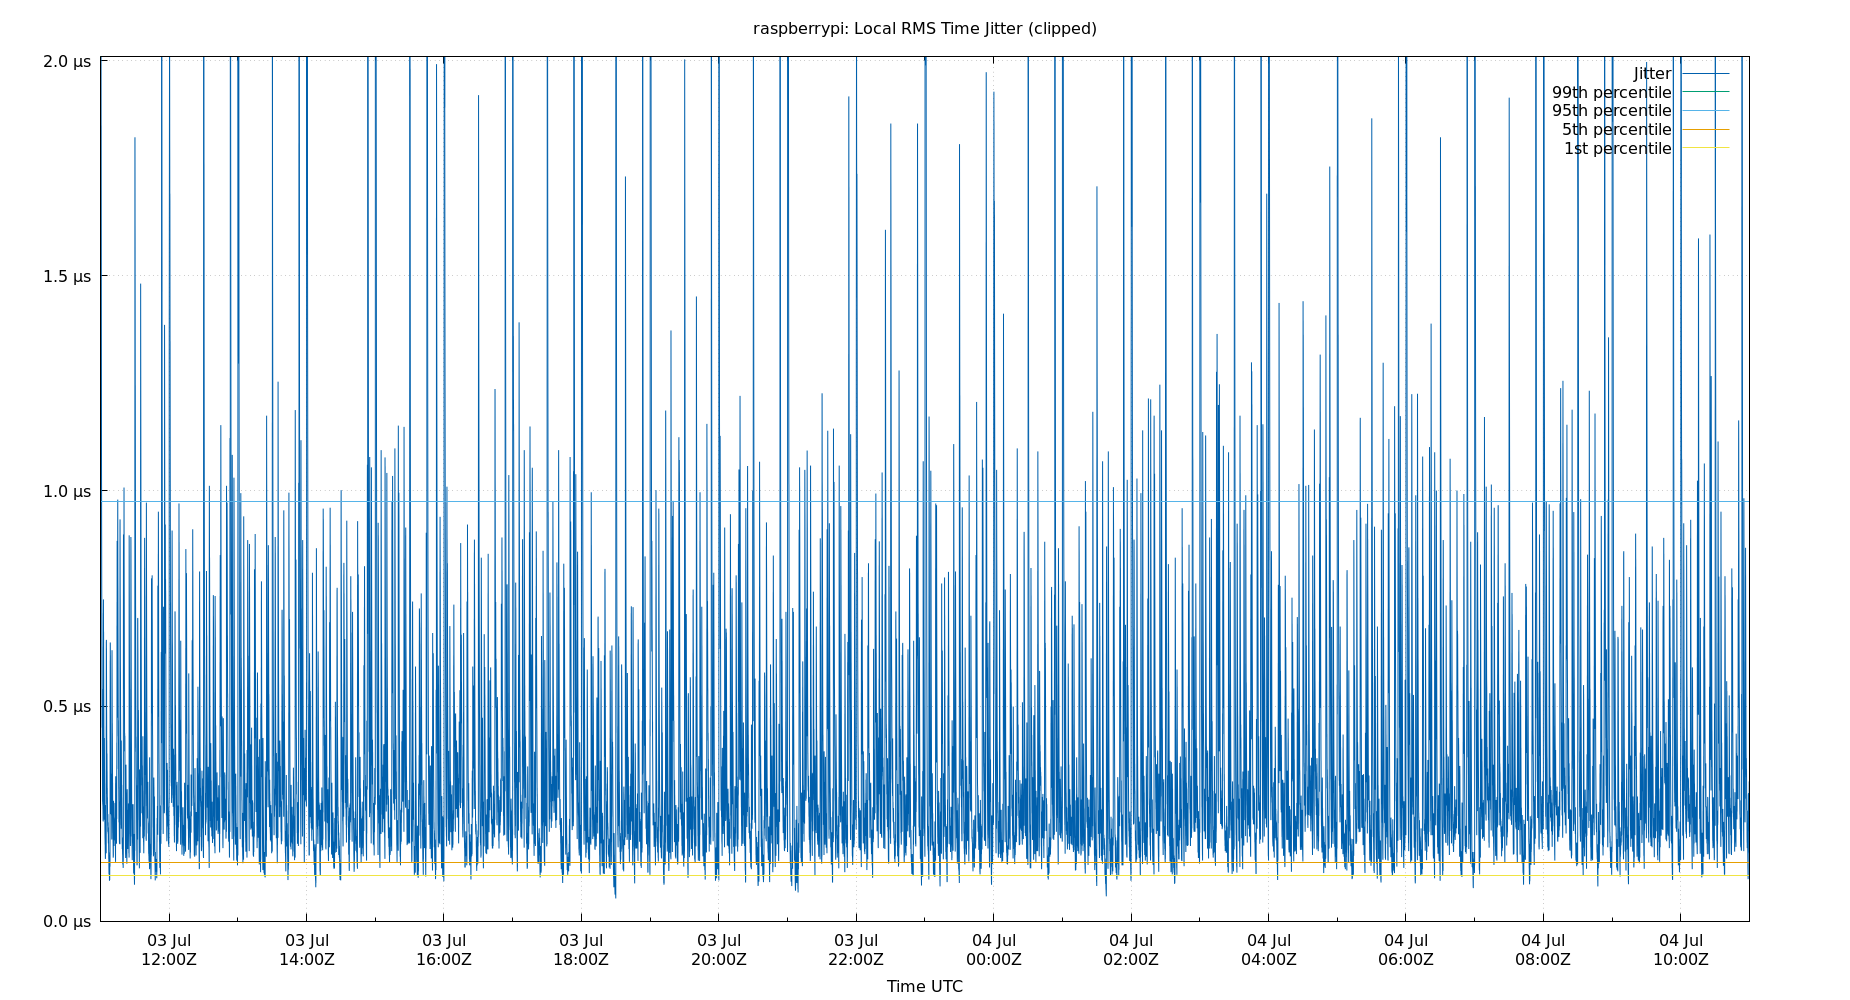 raspberrypi: Local RMS Time Jitter (clipped)
2.0 µs
1.5 µs
1.0 µs
0.5 µs
0.0 µs
Jitter
99th percentile
95th percentile
5th percentile
1st percentile
03 Jul 03 Jul 03 Jul 03 Jul 03 Jul 03 Jul 04 Jul 04 Jul 04 Jul 04 Jul 04 Jul 04 Jul
12:00Z 14:00Z 16:00Z 18:00Z 20:00Z 22:00Z 00:00Z 02:00Z 04:00Z 06:00Z 08:00Z 10:00Z
Time UTC